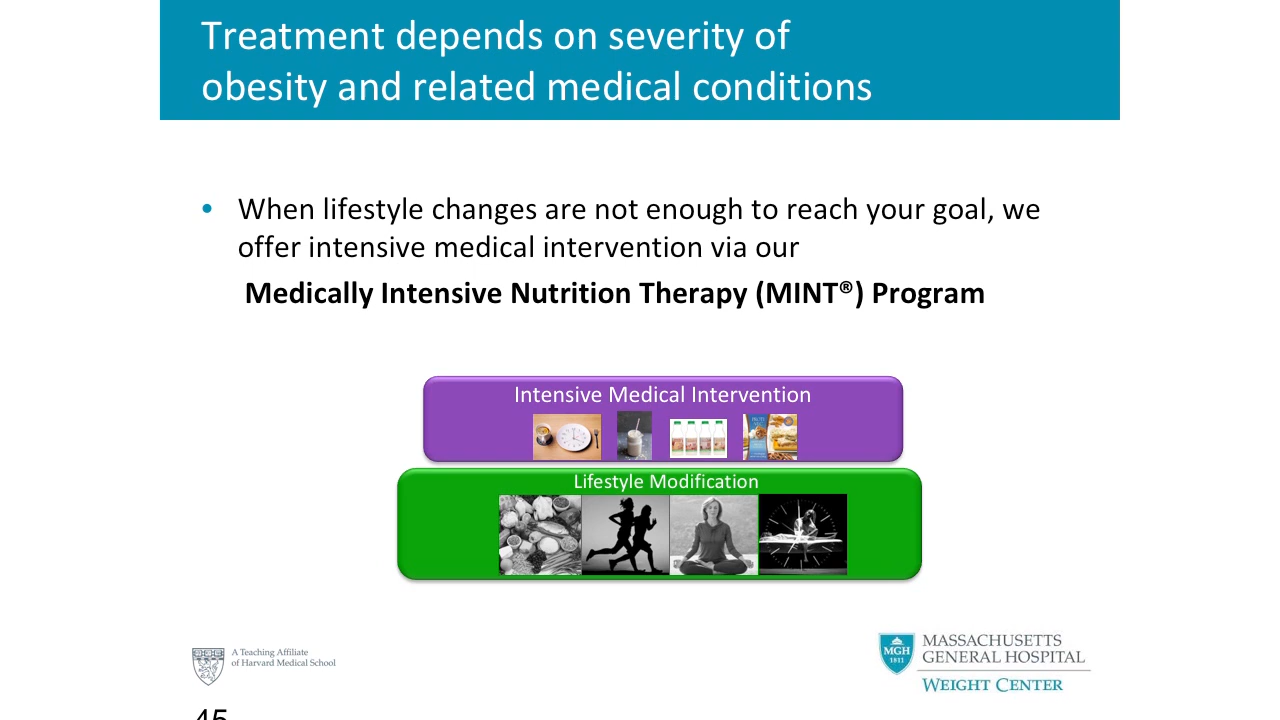 Treatment depends on severity of
obesity and related medical conditions
• When lifestyle changes are not enough to reach your goal, we
offer intensive medical intervention via our
Medically Intensive Nutrition Therapy (MINT®) Program
Intensive Medical Intervention
Lifestyle Modification
A Teaching Affiliate
of Harvard Medical School
MGH
1811
MASSACHUSETTS
GENERAL HOSPITAL
WEIGHT CENTER
45